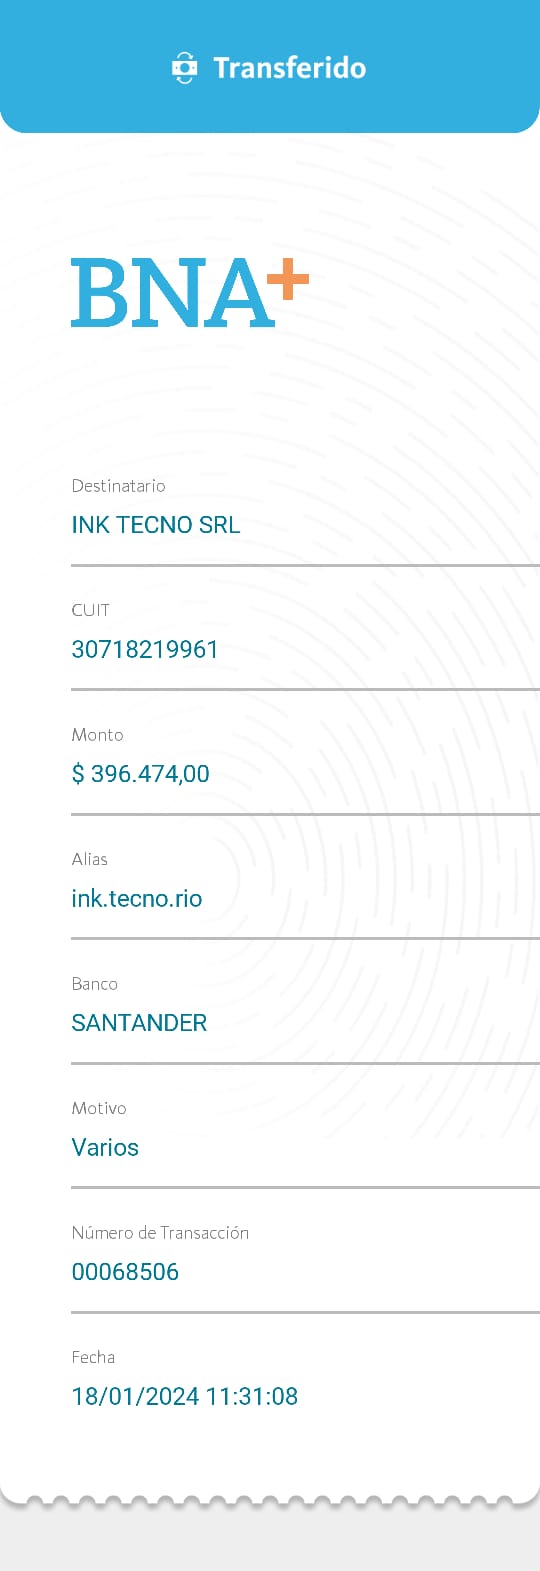 Transferido
BNA+
Destinatario
INK TECNO SRL
CUIT
30718219961
Monto
$ 396.474,00
Alias
ink.tecno.rio
Banco
SANTANDER
Motivo
Varios
Número de Transacción
00068506
Fecha
18/01/2024 11:31:08